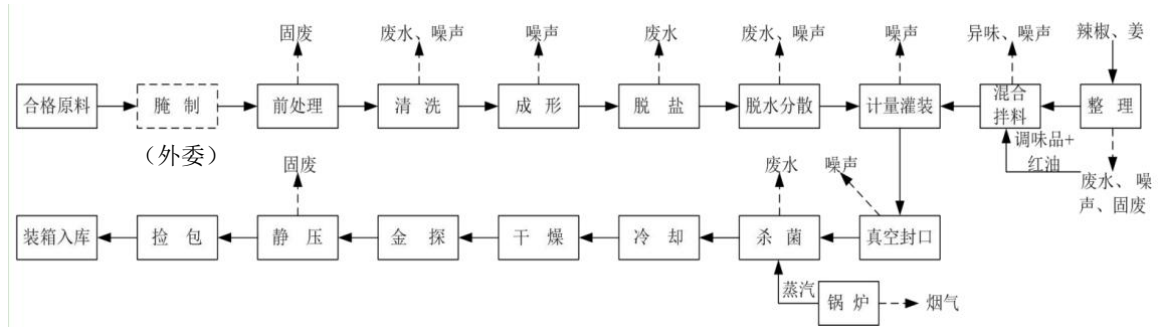 固废
废水、噪声
噪声
废水
废水、噪声
噪声
异味、噪声
辣椒、姜
合格原料
腌 制
前处理
清 洗
成 形
脱 盐
脱水分散
计量灌装
混合
拌料
整 理
（外委）
调味品+
红油
固废
废水
噪声
废水、 噪
声、固废
装箱入库
捡 包
静 压
金 探
干 燥
冷 却
杀 菌
真空封口
蒸汽
锅 炉
烟气